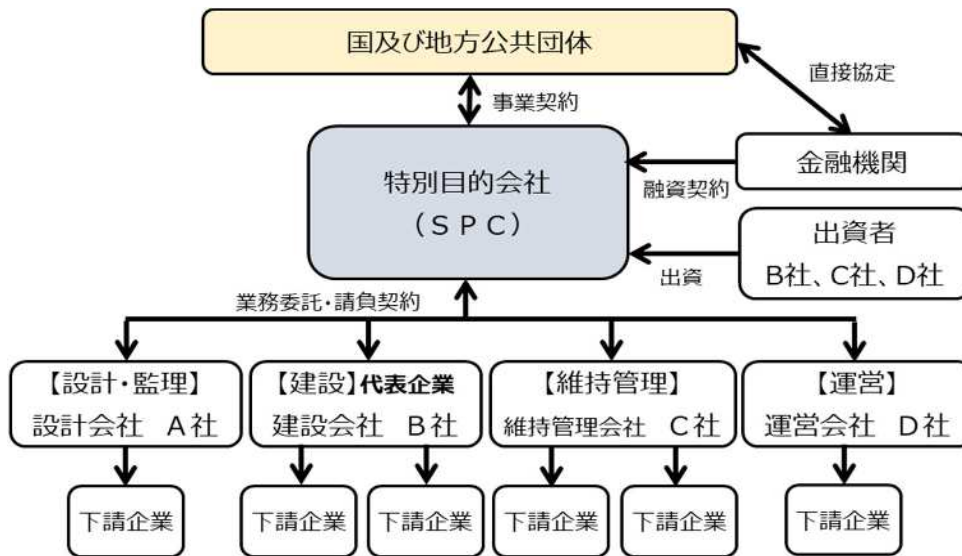 国及び地方公共団体
直接協定
事業契約
特別目的会社
(SPC)
金融機関
融資契約
出資者
B社、C社、D社
出資
業務委託・請負契約
【設計・監理】
設計会社 A社
【建設】代表企業
建設会社 B社
【維持管理】
維持管理会社 C社
【運営】
運営会社 D社
下請企業
下請企業
下請企業
下請企業
下請企業
下請企業